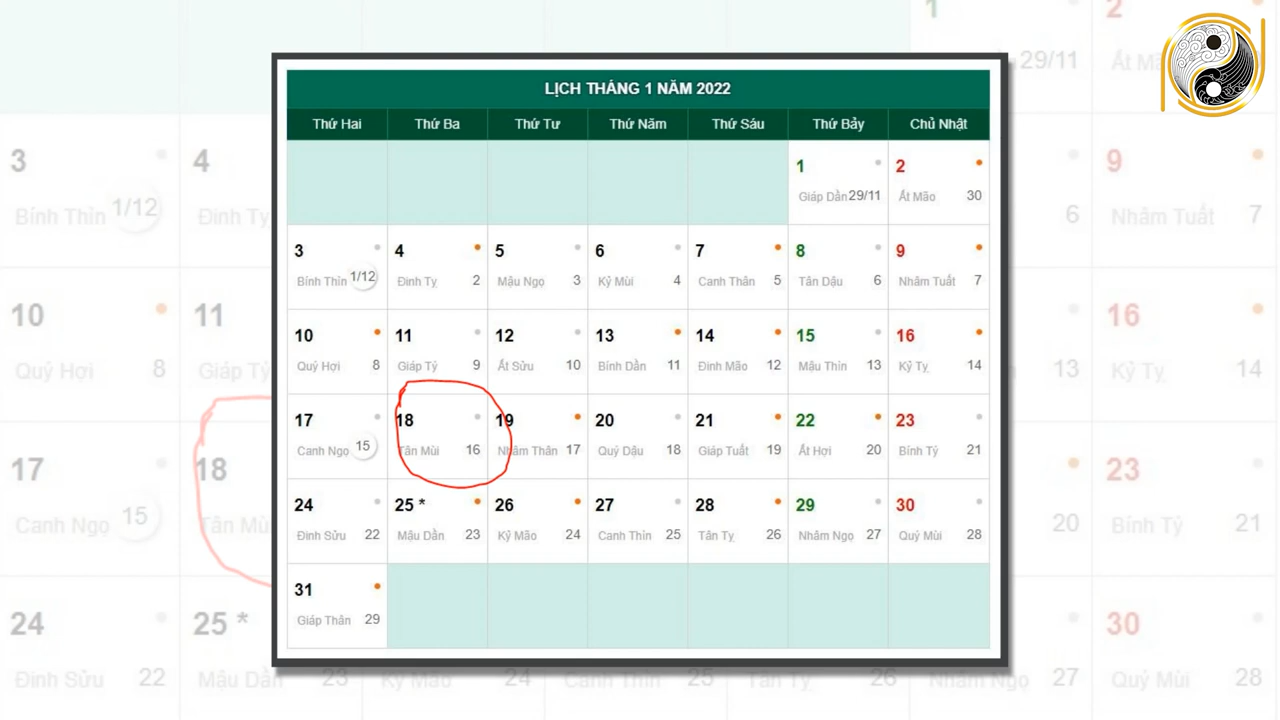 LỊCH THÁNG 1 NĂM 2022
Thứ Hai Thứ Ba Thứ Tư Thứ Năm Thứ Sáu Thứ Bảy Chủ Nhật
1 2
Giáp Dần 29/11 Ất Mão 30
3 4 5 6 7 8 9
Bính Thìn 1/12 Đinh Tỵ 2 Mậu Ngọ 3 Kỷ Mùi 4 Canh Thân 5 Tân Dậu 6 Nhâm Tuất 7
10 11 12 13 14 15 16
Quý Hợi 8 Giáp Tý 9 Ất Sửu 10 Bính Dần 11 Đinh Mão 12 Mậu Thìn 13 Kỷ Tỵ 14
17 18 19 20 21 22 23
Canh Ngọ 15 Tân Mùi 16 Nhâm Thân 17 Quý Dậu 18 Giáp Tuất 19 Ất Hợi 20 Bính Tý 21
24 25 * 26 27 28 29 30
Đinh Sửu 22 Mậu Dần 23 Kỷ Mão 24 Canh Thìn 25 Tân Tỵ 26 Nhâm Ngọ 27 Quý Mùi 28
31
Giáp Thân 29